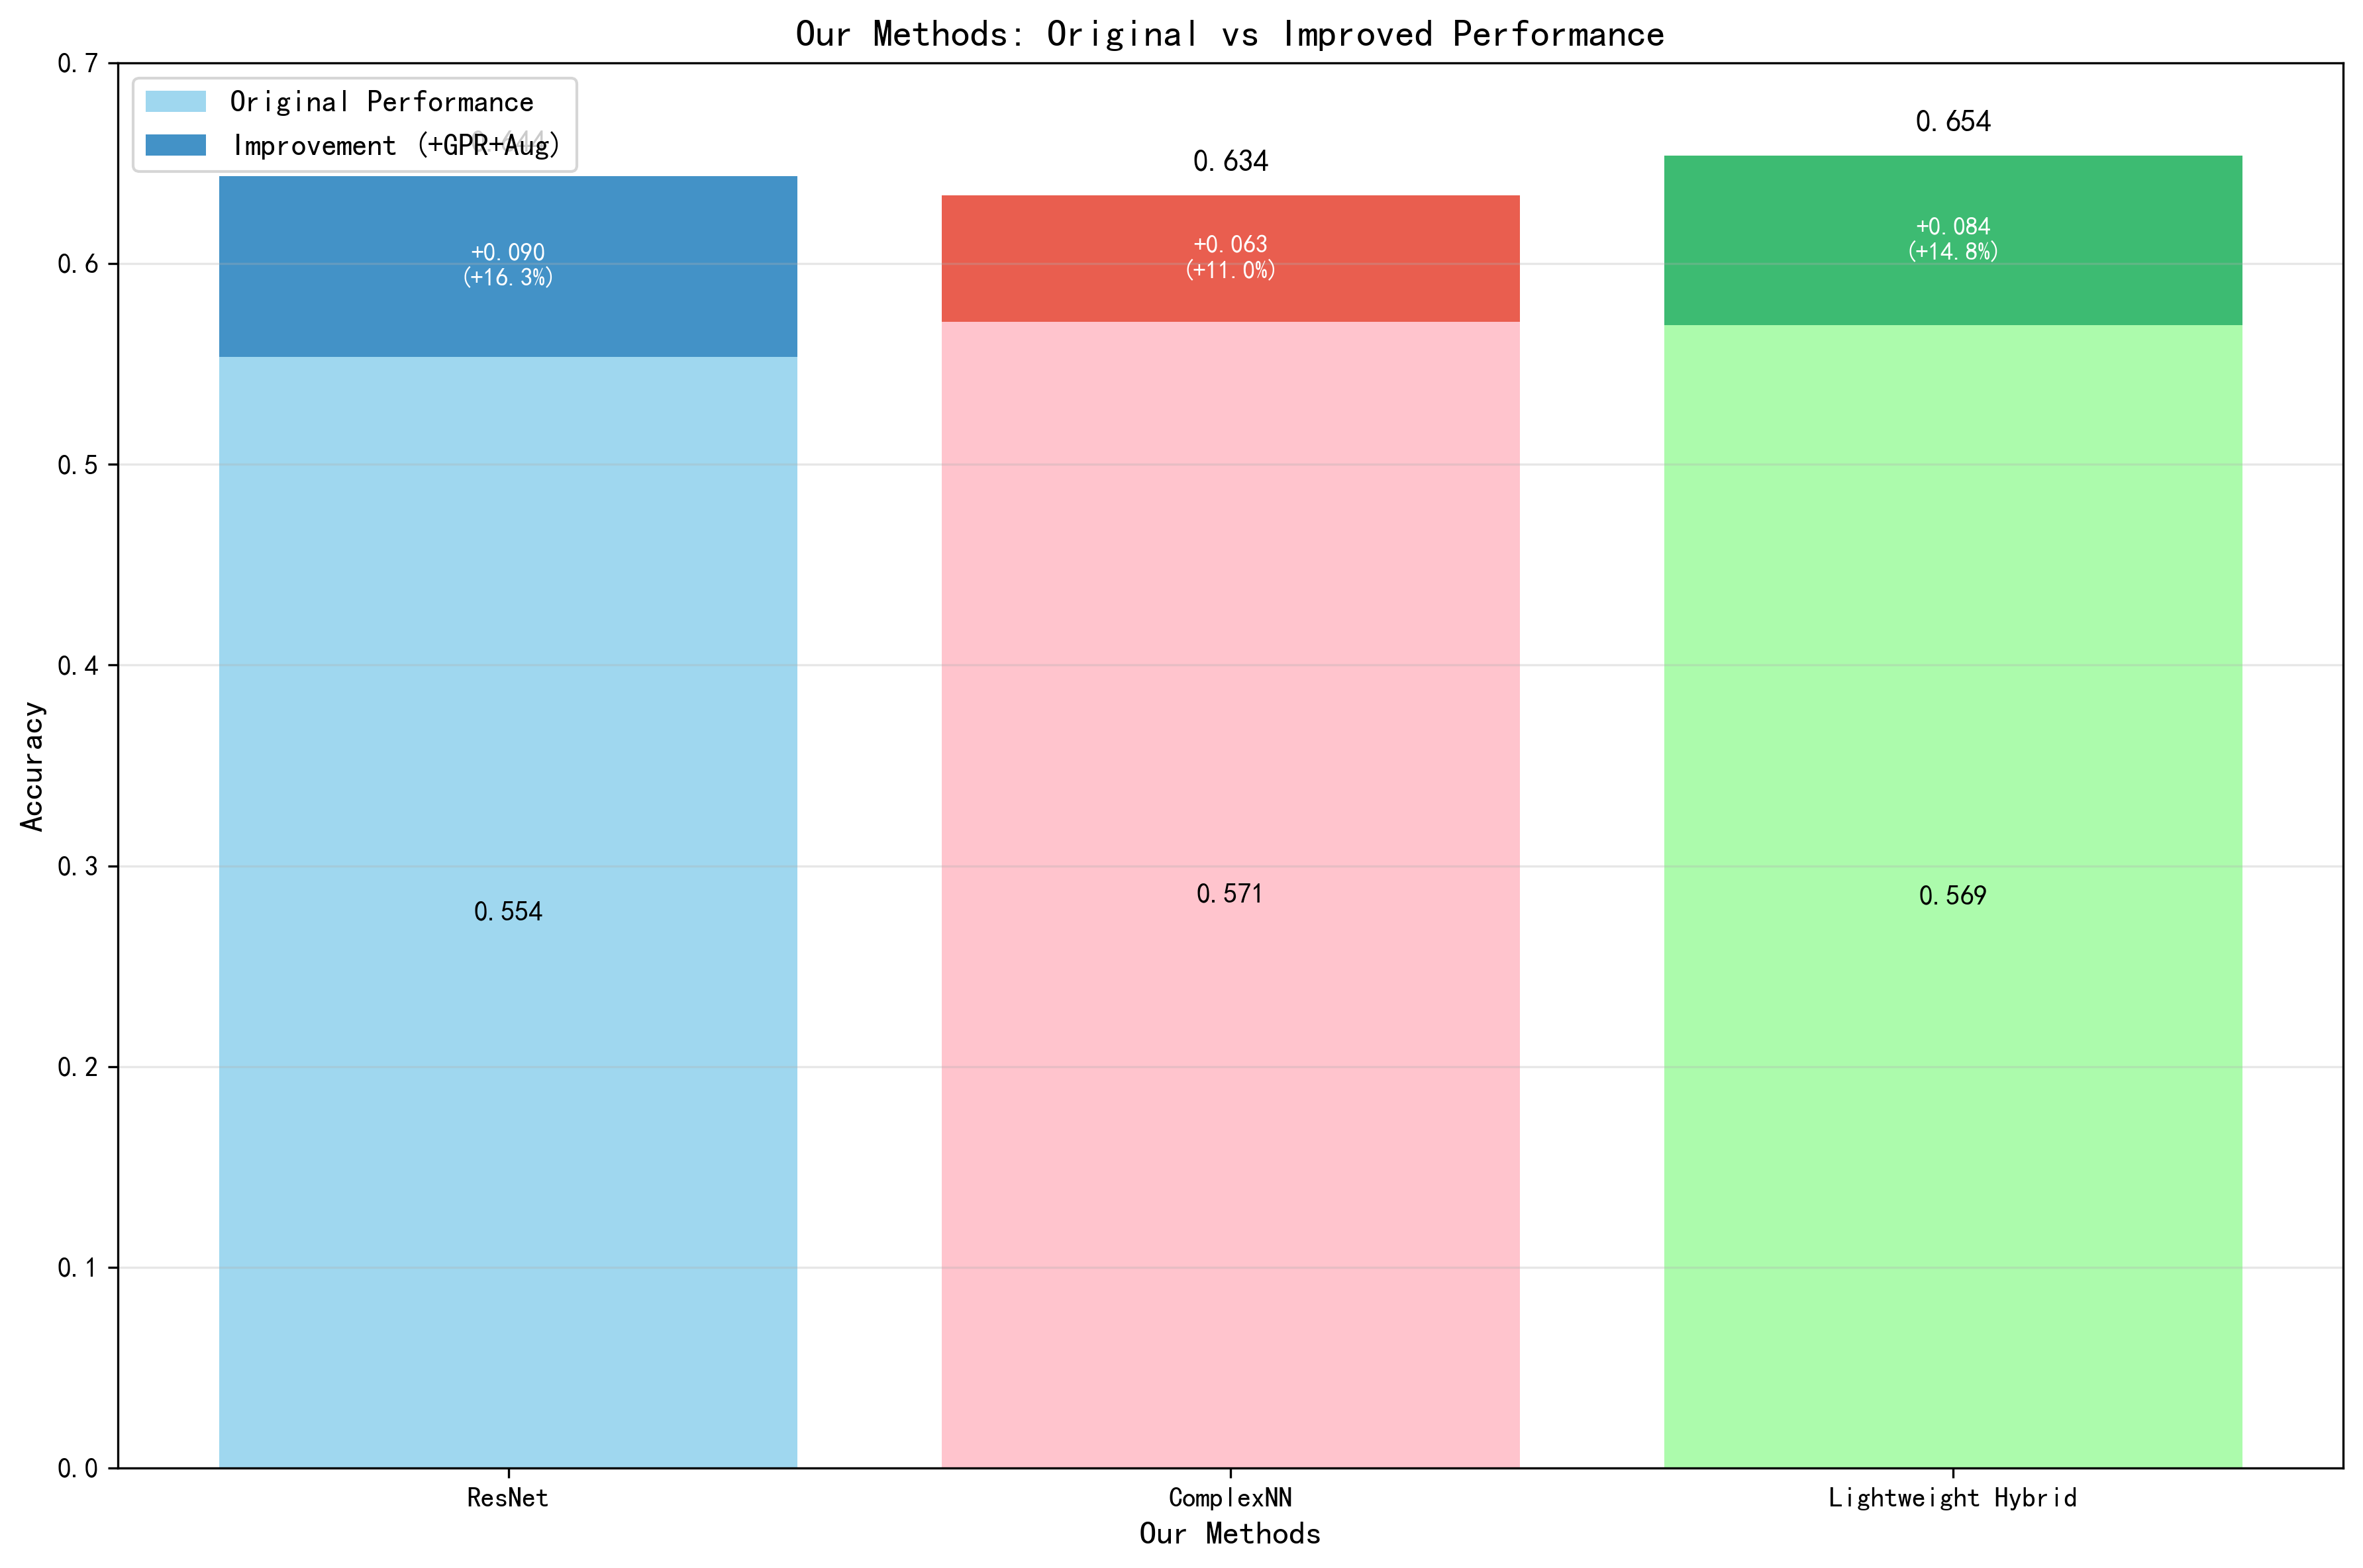 Our Methods: Original vs Improved Performance
0.7
0.6
0.5
0.4
0.3
0.2
0.1
0.0
Accuracy
Original Performance
Improvement (+GPR+Aug)
0.634
0.654
+0.090
(+16.3%)
+0.063
(+11.0%)
+0.084
(+14.8%)
0.554
0.571
0.569
ResNet
ComplexNN
Lightweight Hybrid
Our Methods